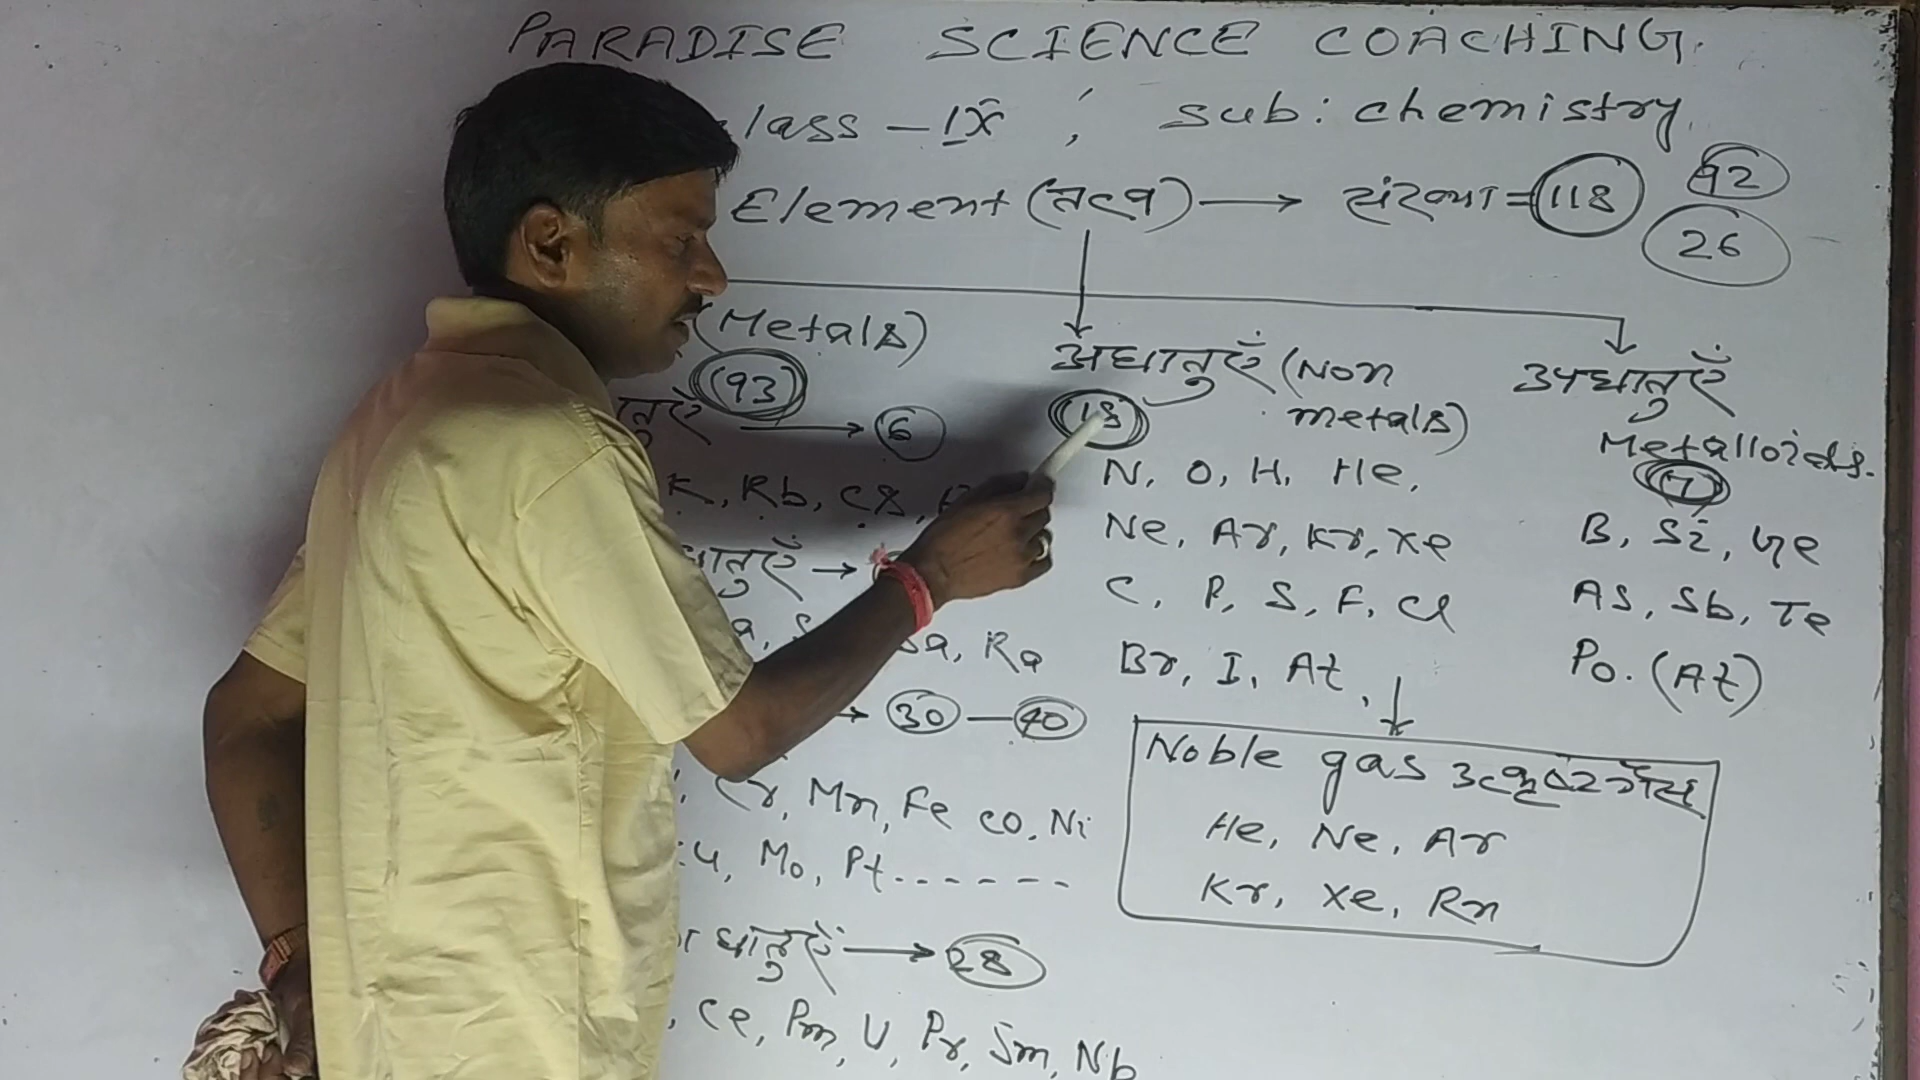 PARADISE SCIENCE COACHING.
lass - IX , Sub : chemistry.
Element (तत्व) → संख्या = 118 92
26
(Metals)
(93)
तुएँ → 6
K, Rb, Cs,
धातुएँ →
Ba, Ra
→ 30 - 40
Cr, Mn, Fe Co, Ni
Mo, Pt. - - - - - -
धातुएँ → 28
, Ce, Pm, U, Pr, Sm, Nb
अधातुएँ (Non
metals)
(18)
N, O, H, He,
Ne, Ar, Kr, Xe
C, P, S, F, Cl
Br, I, At,
Noble gas उत्कृष्ट गैस
He, Ne, Ar
Kr, Xe, Rn
उपधातुएँ
Metalloids.
(7)
B, Si, Ge
As, Sb, Te
Po. (At)